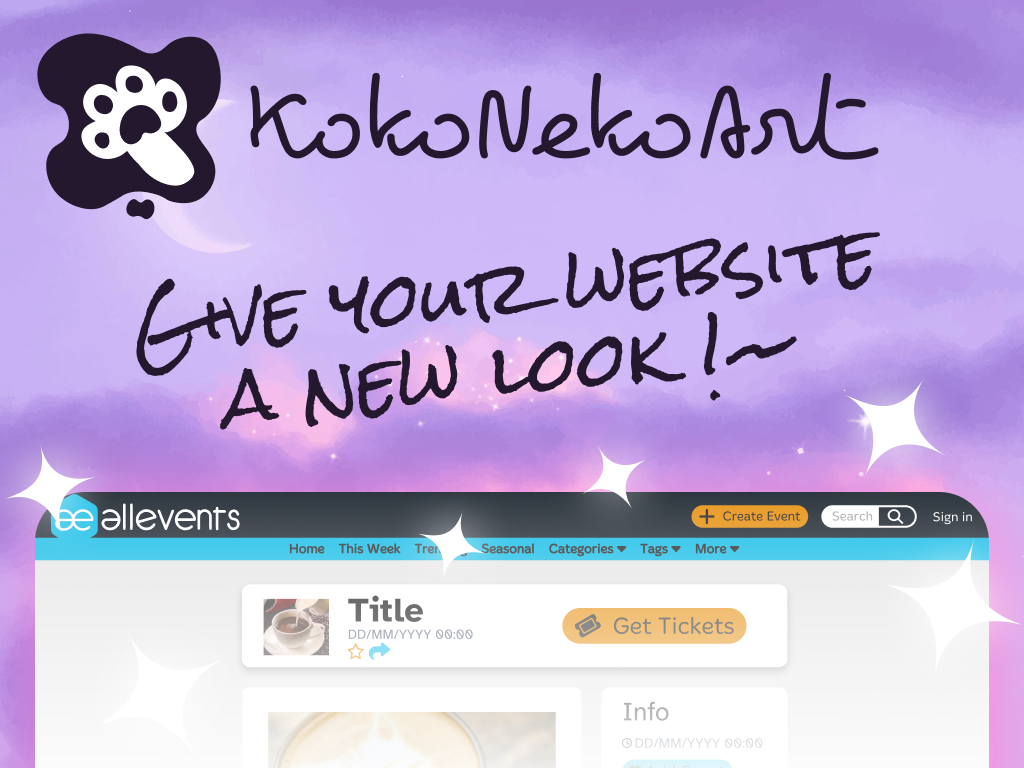 KokoNekoArt
GIVE YOUR WEBSITE
A NEW LOOK!~
æ allevents
Create Event
Search
Sign in
Home This Week Seasonal Categories Tags More
Title
DD/MM/YYYY 00:00
Get Tickets
Info
DD/MM/YYYY 00:00